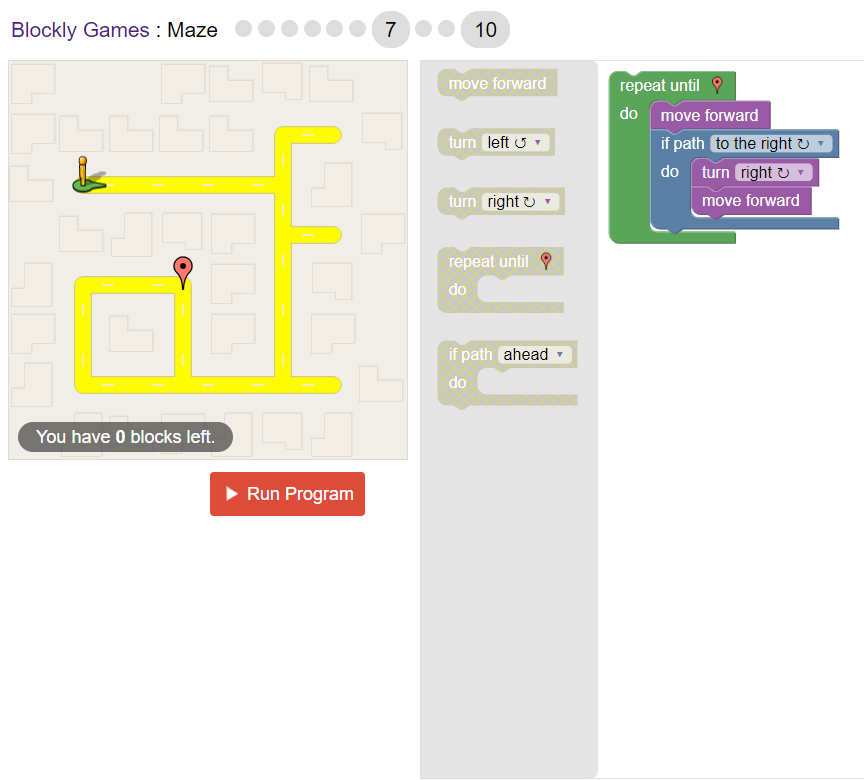 Blockly Games : Maze 7 10
You have 0 blocks left.
Run Program
move forward
turn left ↺ ▾
turn right ↻ ▾
repeat until
do
if path ahead ▾
do
repeat until
do move forward
if path to the right ↻ ▾
do turn right ↻ ▾
move forward